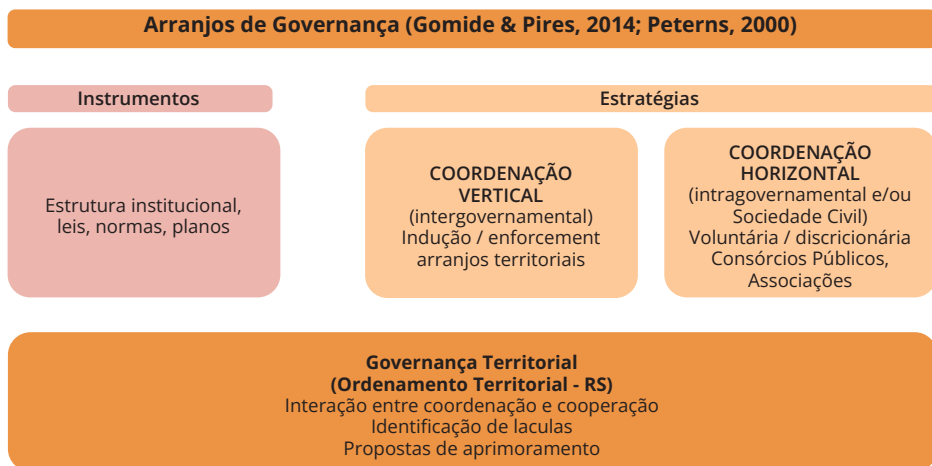 Arranjos de Governança (Gomide & Pires, 2014; Peterns, 2000)
Instrumentos
Estrutura institucional,
leis, normas, planos
Estratégias
COORDENAÇÃO
VERTICAL
(intergovernamental)
Indução / enforcement
arranjos territoriais
COORDENAÇÃO
HORIZONTAL
(intragovernamental e/ou
Sociedade Civil)
Voluntária / discricionária
Consórcios Públicos,
Associações
Governança Territorial
(Ordenamento Territorial - RS)
Interação entre coordenação e cooperação
Identificação de laculas
Propostas de aprimoramento